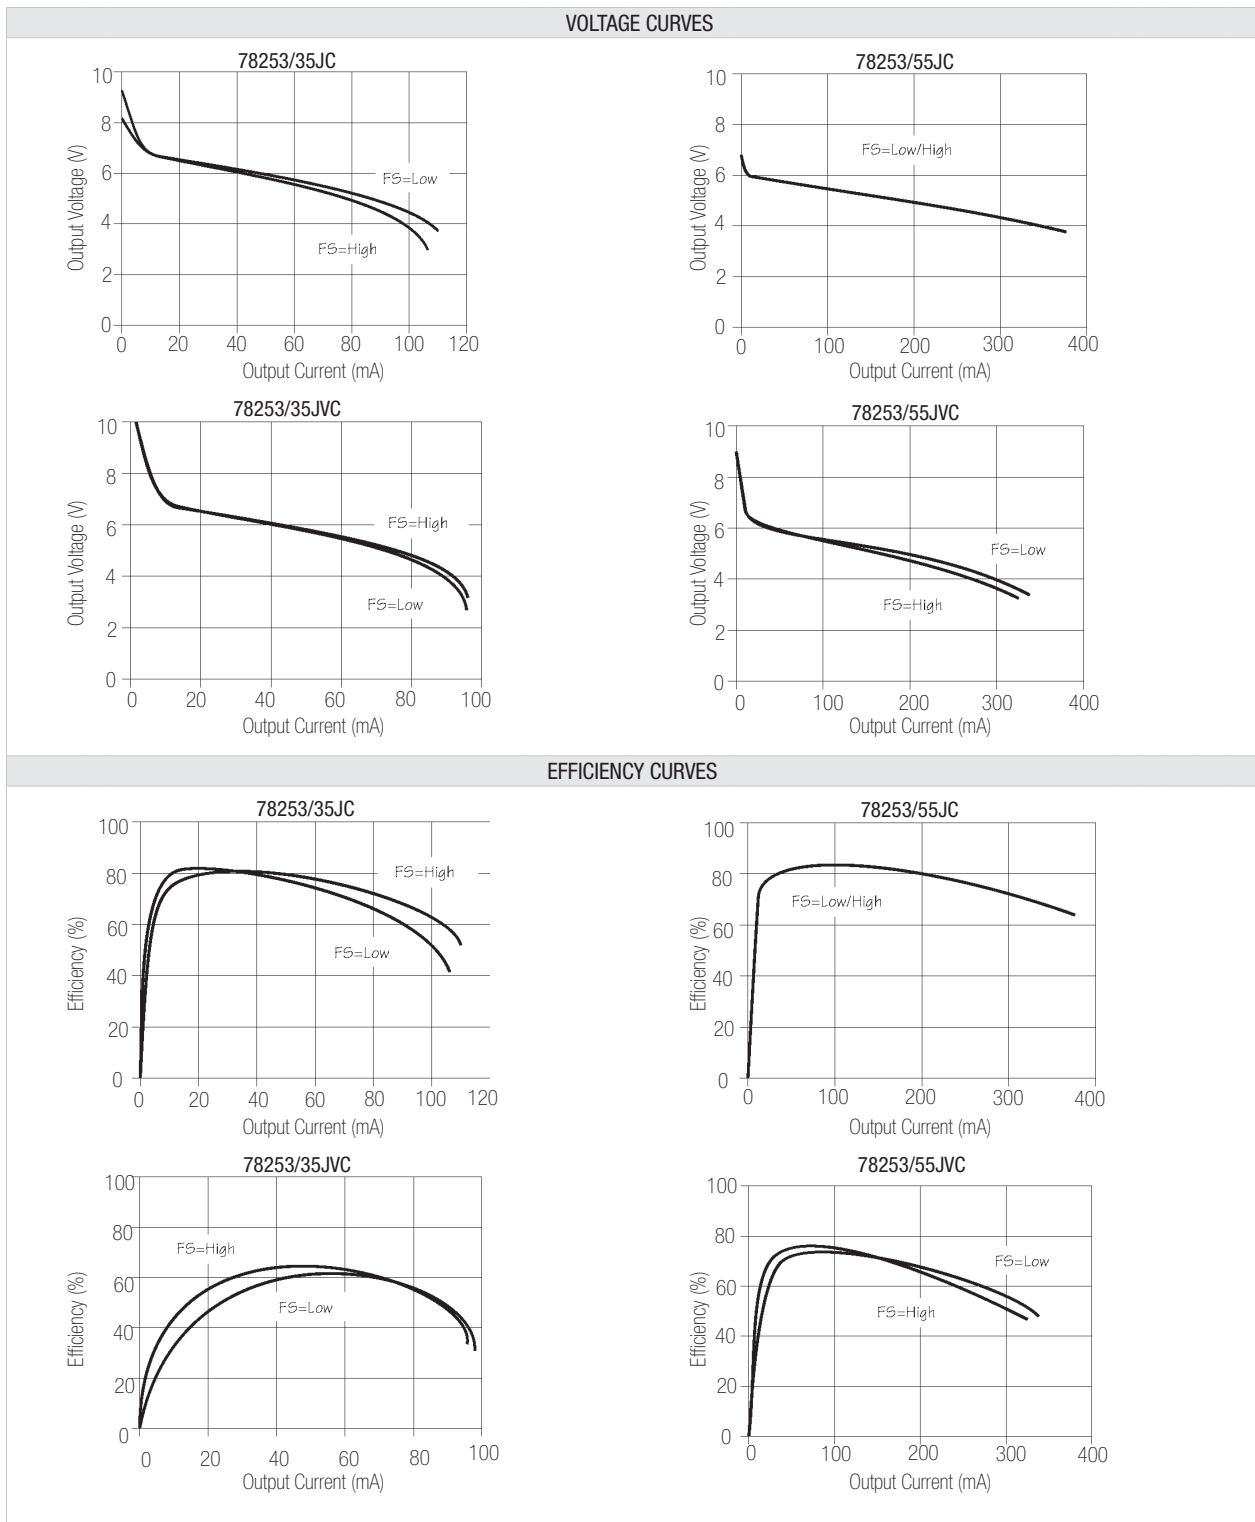 VOLTAGE CURVES
78253/35JC
10
8
6
4
2
0
0 20 40 60 80 100 120
Output Voltage (V)
Output Current (mA)
FS=Low
FS=High
78253/55JC
10
8
6
4
2
0
0 100 200 300 400
Output Voltage (V)
Output Current (mA)
FS=Low/High
78253/35JVC
10
8
6
4
2
0
0 20 40 60 80 100
Output Voltage (V)
Output Current (mA)
FS=High
FS=Low
78253/55JVC
10
8
6
4
2
0
0 100 200 300 400
Output Voltage (V)
Output Current (mA)
FS=Low
FS=High
EFFICIENCY CURVES
78253/35JC
100
80
60
40
20
0
0 20 40 60 80 100 120
Efficiency (%)
Output Current (mA)
FS=High
FS=Low
78253/55JC
100
80
60
40
20
0
0 100 200 300 400
Efficiency (%)
Output Current (mA)
FS=Low/High
78253/35JVC
100
80
60
40
20
0
0 20 40 60 80 100
Efficiency (%)
Output Current (mA)
FS=High
FS=Low
78253/55JVC
100
80
60
40
20
0
0 100 200 300 400
Efficiency (%)
Output Current (mA)
FS=Low
FS=High